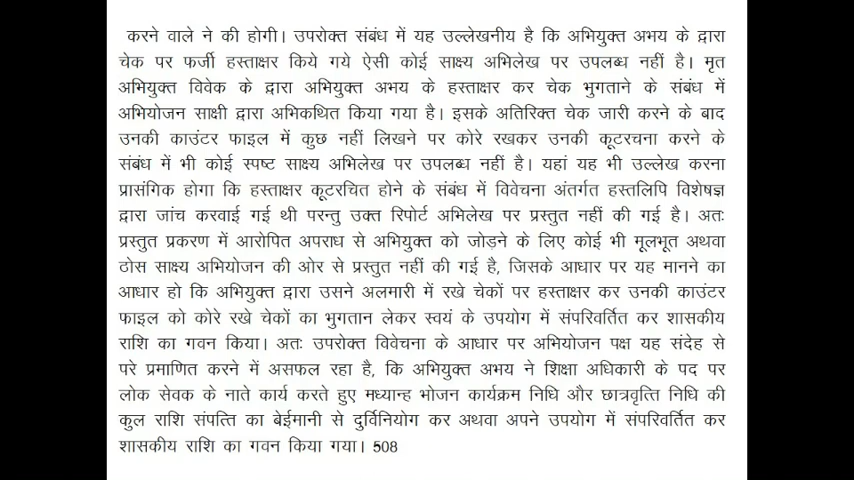 करने वाले ने की होगी। उपरोक्त संबंध में यह उल्लेखनीय है कि अभियुक्त अभय के द्वारा
चेक पर फर्जी हस्ताक्षर किये गये ऐसी कोई साक्ष्य अभिलेख पर उपलब्ध नहीं है। मृत
अभियुक्त विवेक के द्वारा अभियुक्त अभय के हस्ताक्षर कर चेक भुगताने के संबंध में
अभियोजन साक्षी द्वारा अभिकथित किया गया है। इसके अतिरिक्त चेक जारी करने के बाद
उनकी काउंटर फाइल में कुछ नहीं लिखने पर कोरे रखकर उनकी कूटरचना करने के
संबंध में भी कोई स्पष्ट साक्ष्य अभिलेख पर उपलब्ध नहीं है। यहां यह भी उल्लेख करना
प्रासंगिक होगा कि हस्ताक्षर कूटरचित होने के संबंध में विवेचना अंतर्गत हस्तलिपि विशेषज्ञ
द्वारा जांच करवाई गई थी परन्तु उक्त रिपोर्ट अभिलेख पर प्रस्तुत नहीं की गई है। अतः
प्रस्तुत प्रकरण में आरोपित अपराध से अभियुक्त को जोड़ने के लिए कोई भी मूलभूत अथवा
ठोस साक्ष्य अभियोजन की ओर से प्रस्तुत नहीं की गई है, जिसके आधार पर यह मानने का
आधार हो कि अभियुक्त द्वारा उसने अलमारी में रखे चेकों पर हस्ताक्षर कर उनकी काउंटर
फाइल को कोरे रखे चेकों का भुगतान लेकर स्वयं के उपयोग में संपरिवर्तित कर शासकीय
राशि का गवन किया। अतः उपरोक्त विवेचना के आधार पर अभियोजन पक्ष यह संदेह से
परे प्रमाणित करने में असफल रहा है, कि अभियुक्त अभय ने शिक्षा अधिकारी के पद पर
लोक सेवक के नाते कार्य करते हुए मध्यान्ह भोजन कार्यक्रम निधि और छात्रवृत्ति निधि की
कुल राशि संपत्ति का बेईमानी से दुर्विनियोग कर अथवा अपने उपयोग में संपरिवर्तित कर
शासकीय राशि का गवन किया गया। 508